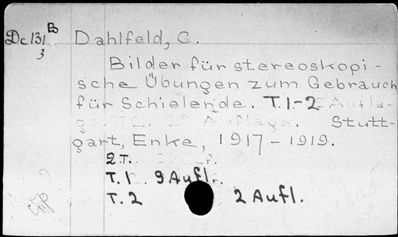 Dc 131 B Dahlfeld, C.
3
Bilder für stereoskopi-
sche Übungen zum Gebrauch
für Schielende. T.1-2
Stutt-
gart, Enke, 1917-1919.
2 T.
T.1 9 Aufl.
T.2 2 Aufl.